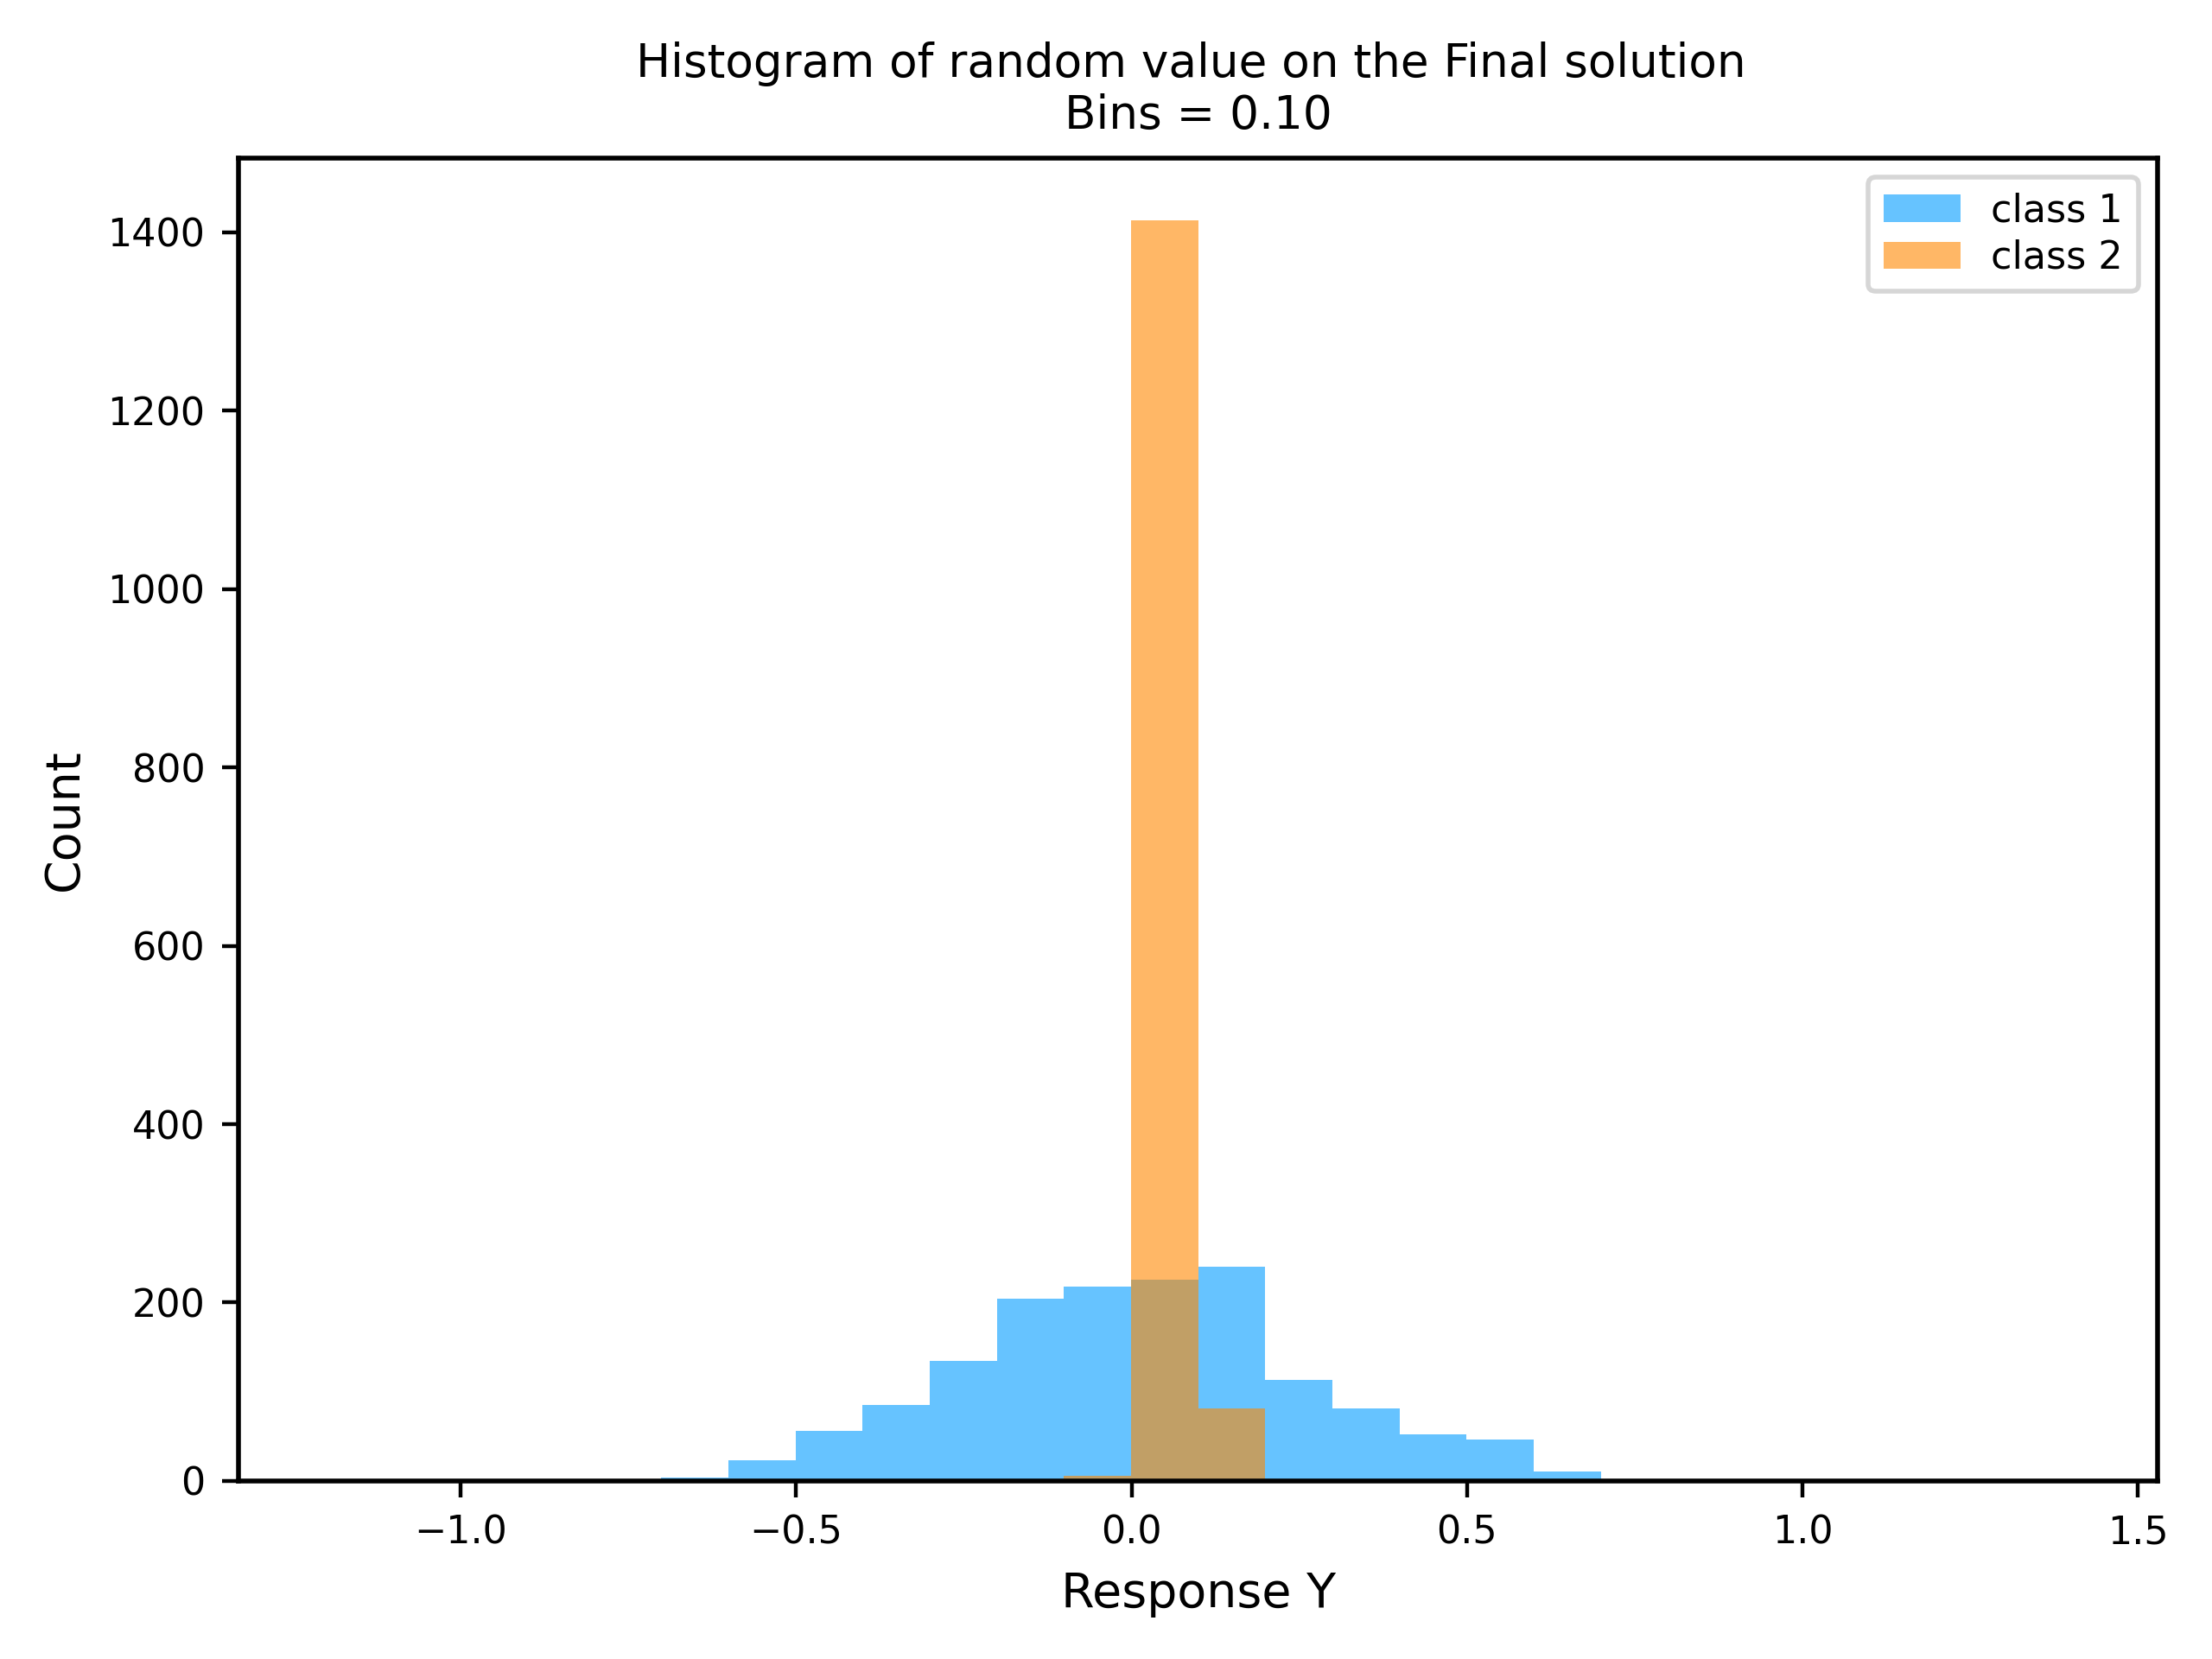 Histogram of random value on the Final solution
Bins = 0.10
class 1
class 2
1400
1200
1000
800
600
400
200
0
Count
−1.0
−0.5
0.0
0.5
1.0
1.5
Response Y